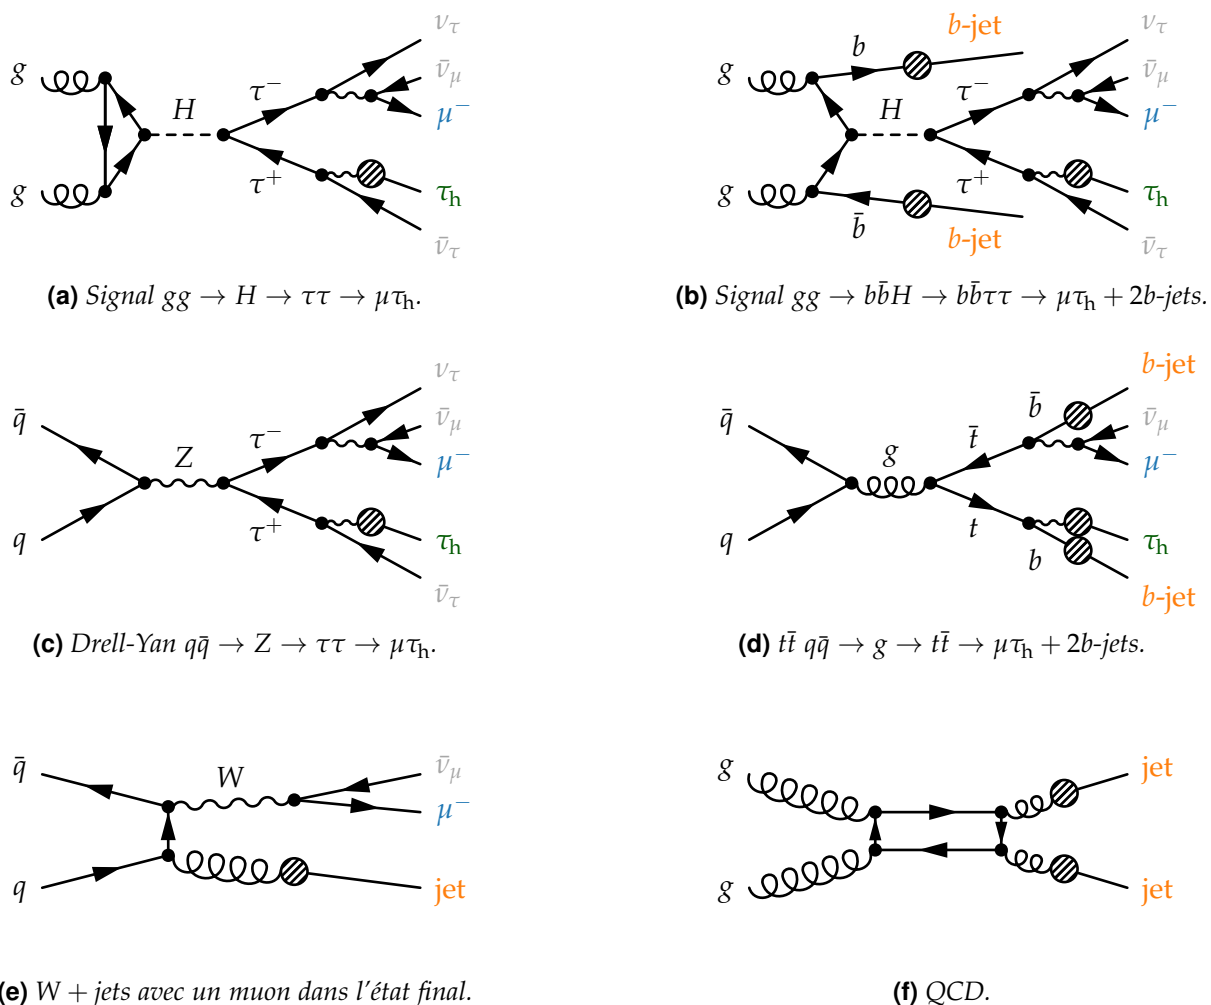 g
g
H
τ⁻
τ⁺
ν_τ
ν̄_μ
μ⁻
τ_h
ν̄_τ
(a) Signal gg → H → ττ → μτ_h.
g
g
b
b̄
H
τ⁻
τ⁺
b-jet
b-jet
ν_τ
ν̄_μ
μ⁻
τ_h
ν̄_τ
(b) Signal gg → bb̄H → bb̄ττ → μτ_h + 2b-jets.
q̄
q
Z
τ⁻
τ⁺
ν_τ
ν̄_μ
μ⁻
τ_h
ν̄_τ
(c) Drell-Yan qq̄ → Z → ττ → μτ_h.
q̄
q
g
t̄
t
b̄
b
b-jet
ν̄_μ
μ⁻
τ_h
b-jet
(d) tt̄ qq̄ → g → tt̄ → μτ_h + 2b-jets.
q̄
q
W
ν̄_μ
μ⁻
jet
(e) W + jets avec un muon dans l'état final.
g
g
jet
jet
(f) QCD.